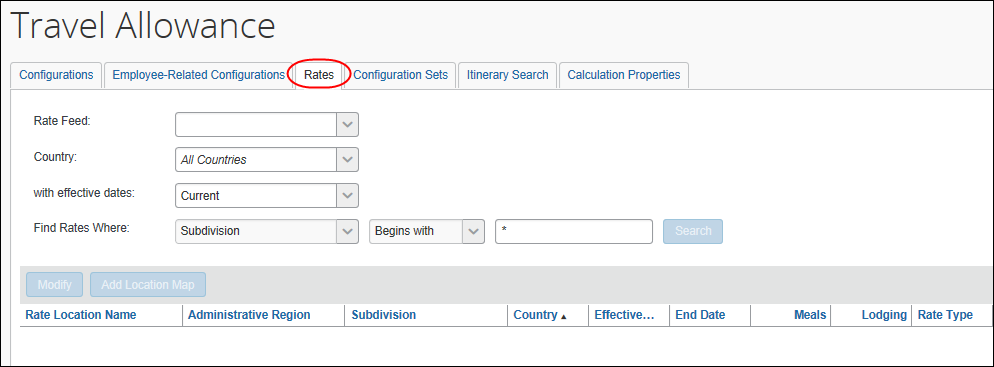 Travel Allowance
Configurations Employee-Related Configurations Rates Configuration Sets Itinerary Search Calculation Properties
Rate Feed:
Country: All Countries
with effective dates: Current
Find Rates Where: Subdivision Begins with * Search
Modify Add Location Map
Rate Location Name Administrative Region Subdivision Country Effective... End Date Meals Lodging Rate Type